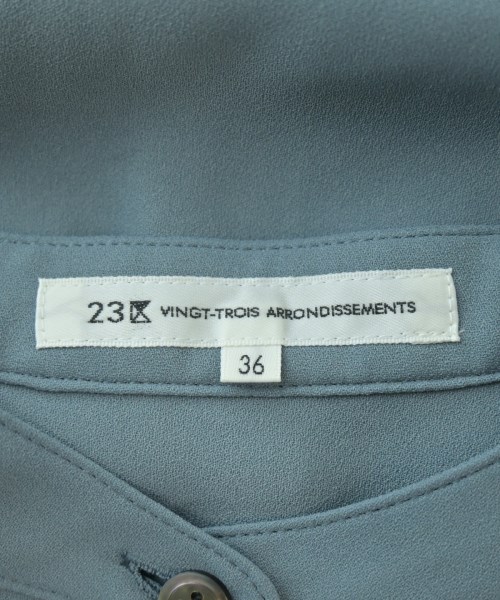 23区 VINGT-TROIS ARRONDISSEMENTS
36